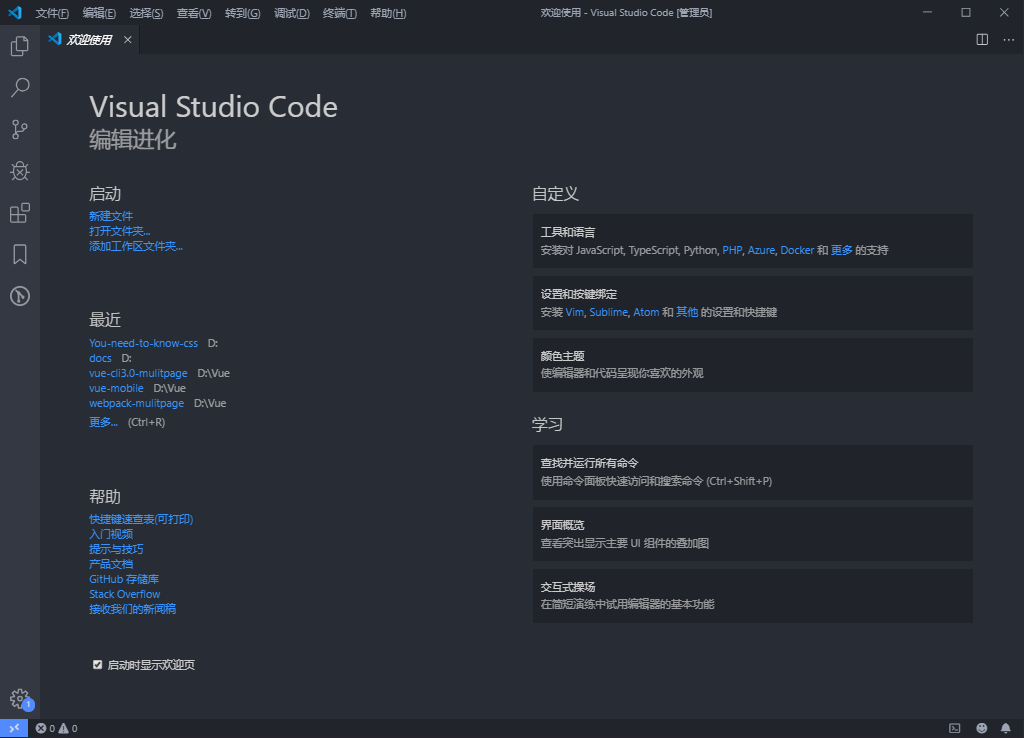 文件(F) 编辑(E) 选择(S) 查看(V) 转到(G) 调试(D) 终端(T) 帮助(H) 欢迎使用 - Visual Studio Code [管理员]
欢迎使用
Visual Studio Code
编辑进化
启动
新建文件
打开文件夹...
添加工作区文件夹...
最近
You-need-to-know-css D:
docs D:
vue-cli3.0-mulitpage D:\Vue
vue-mobile D:\Vue
webpack-mulitpage D:\Vue
更多... (Ctrl+R)
帮助
快捷键速查表(可打印)
入门视频
提示与技巧
产品文档
GitHub 存储库
Stack Overflow
接收我们的新闻稿
启动时显示欢迎页
自定义
工具和语言
安装对 JavaScript, TypeScript, Python, PHP, Azure, Docker 和 更多 的支持
设置和按键绑定
安装 Vim, Sublime, Atom 和 其他 的设置和快捷键
颜色主题
使编辑器和代码呈现你喜欢的外观
学习
查找并运行所有命令
使用命令面板快速访问和搜索命令 (Ctrl+Shift+P)
界面概览
查看突出显示主要 UI 组件的叠加图
交互式操场
在简短演练中试用编辑器的基本功能
1
0 0